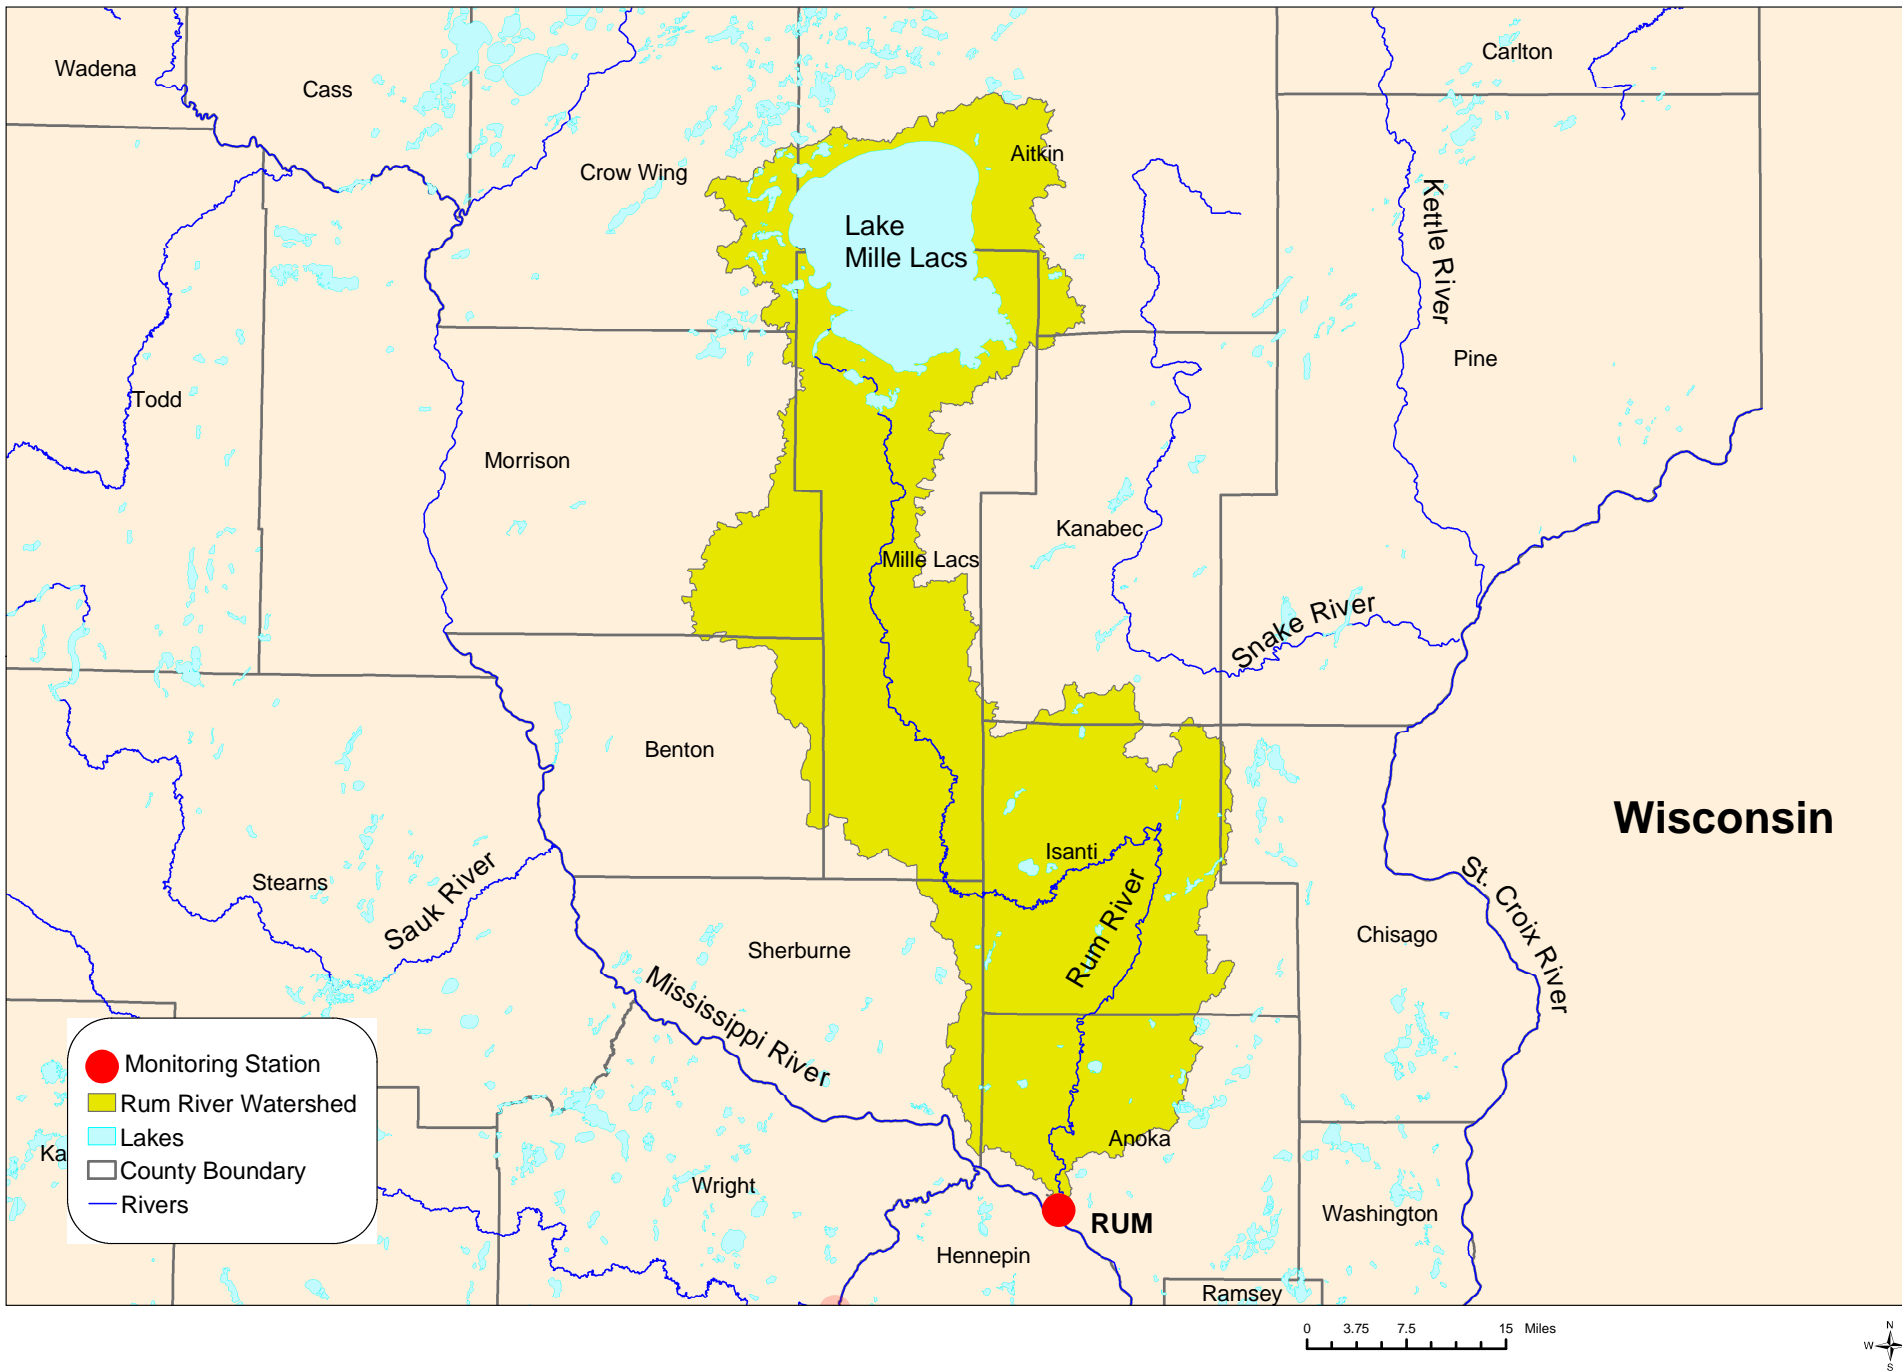 Carlton
Wadena
Cass
Aitkin
Crow Wing
Kettle River
Lake
Mille Lacs
Pine
Todd
Morrison
Kanabec
Mille Lacs
Snake River
Benton
Wisconsin
Isanti
Stearns
Sauk River
St. Croix River
Rum River
Chisago
Sherburne
Mississippi River
Monitoring Station
Rum River Watershed
Lakes
County Boundary
Rivers
Ka
Anoka
Wright
Washington
RUM
Hennepin
Ramsey
0 3.75 7.5 15 Miles
N
W
S